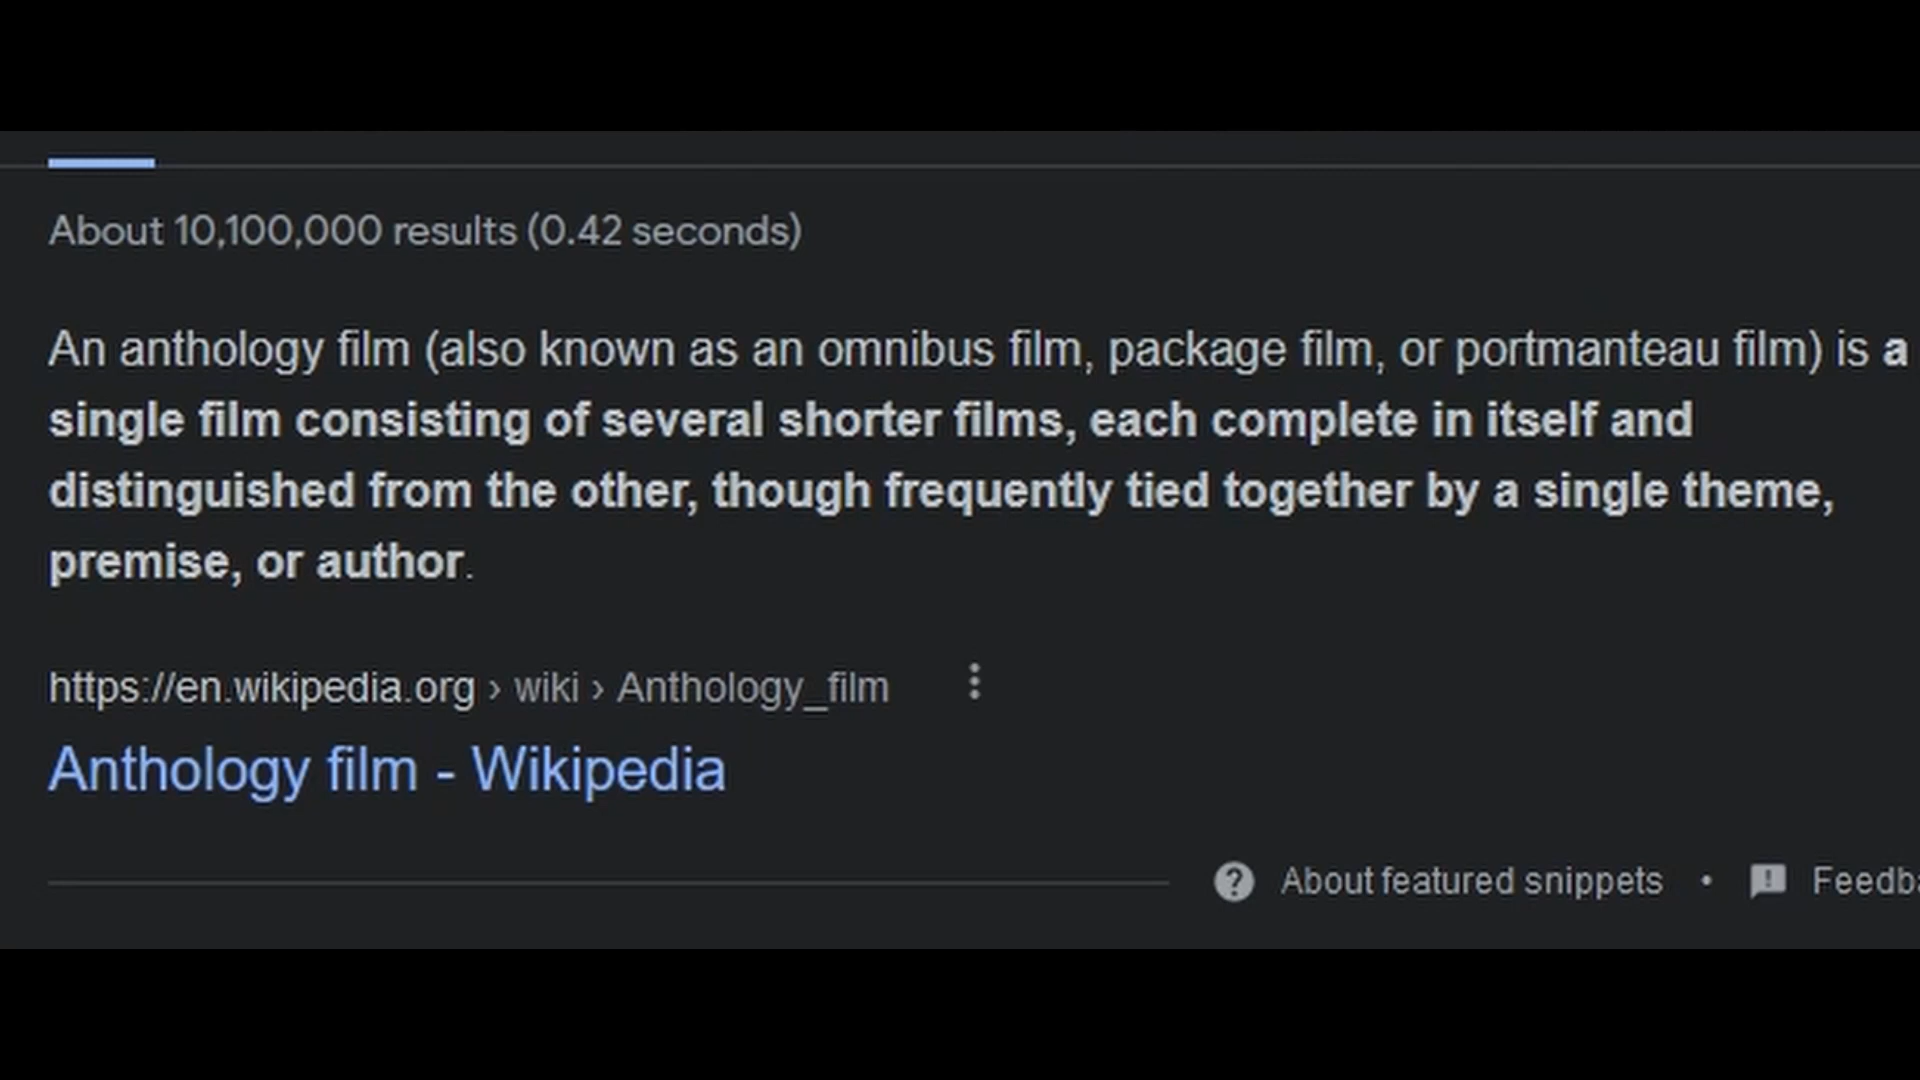 About 10,100,000 results (0.42 seconds)
An anthology film (also known as an omnibus film, package film, or portmanteau film) is a
single film consisting of several shorter films, each complete in itself and
distinguished from the other, though frequently tied together by a single theme,
premise, or author.
https://en.wikipedia.org › wiki › Anthology_film
Anthology film - Wikipedia
About featured snippets • Feedba